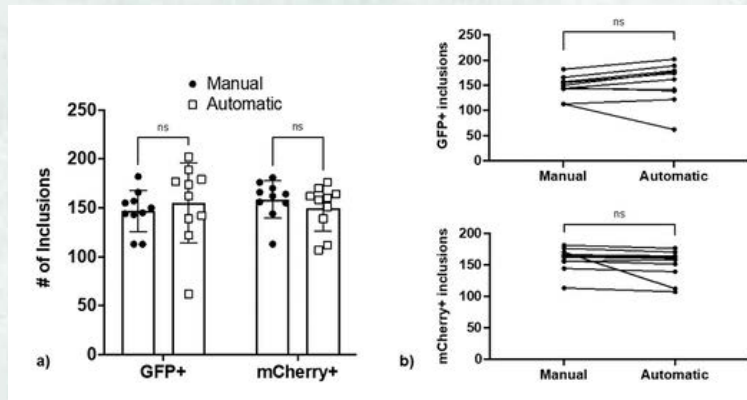 Manual
Automatic
ns
ns
250
200
150
100
50
0
# of Inclusions
GFP+
mCherry+
a)
ns
250
200
150
100
50
0
GFP+ inclusions
Manual
Automatic
ns
200
150
100
50
0
mCherry+ inclusions
Manual
Automatic
b)